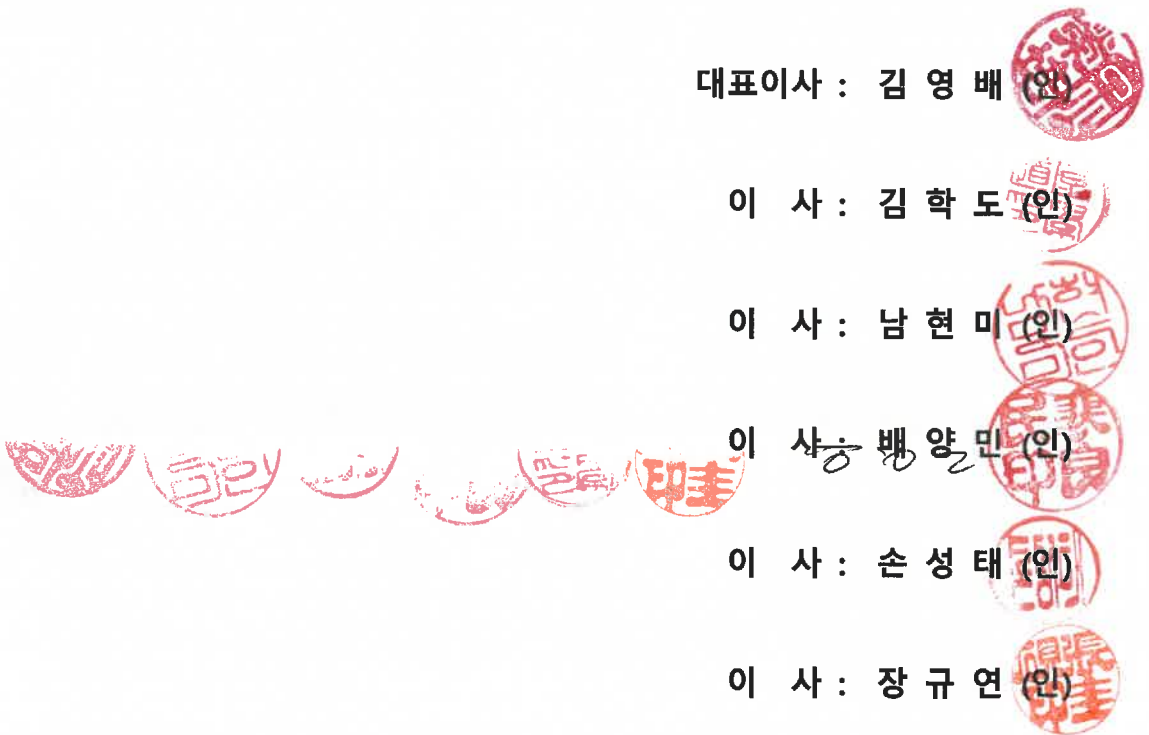 대표이사 : 김 영 배 (인)
이 사 : 김 학 도 (인)
이 사 : 남 현 미 (인)
이 사 : 배 양 민 (인)
이 사 : 손 성 태 (인)
이 사 : 장 규 연 (인)